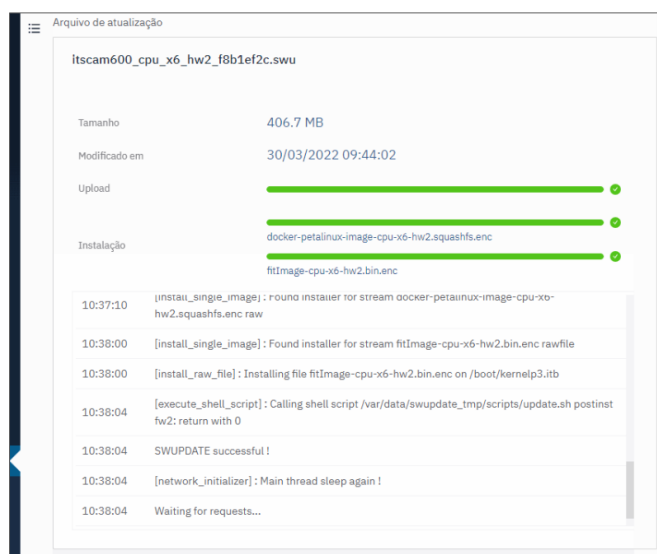 Arquivo de atualização
itscam600_cpu_x6_hw2_f8b1ef2c.swu
Tamanho
406.7 MB
Modificado em
30/03/2022 09:44:02
Upload
Instalação
docker-petalinux-image-cpu-x6-hw2.squashfs.enc
fitImage-cpu-x6-hw2.bin.enc
10:37:10
[install_single_image] : Found installer for stream docker-petalinux-image-cpu-x6-
hw2.squashfs.enc raw
10:38:00
[install_single_image] : Found installer for stream fitImage-cpu-x6-hw2.bin.enc rawfile
10:38:00
[install_raw_file] : Installing file fitImage-cpu-x6-hw2.bin.enc on /boot/kernelp3.itb
10:38:04
[execute_shell_script] : Calling shell script /var/data/swupdate_tmp/scripts/update.sh postinst
fw2: return with 0
10:38:04
SWUPDATE successful !
10:38:04
[network_initializer] : Main thread sleep again !
10:38:04
Waiting for requests...